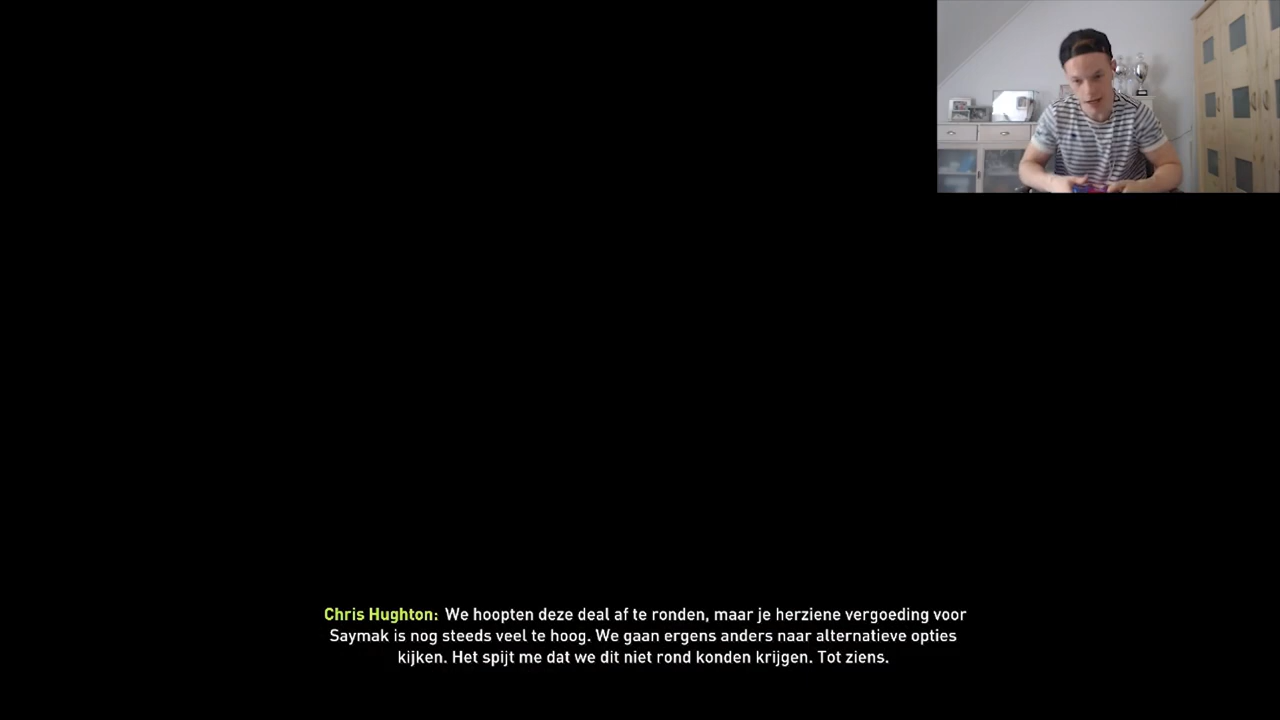 Chris Hughton: We hoopten deze deal af te ronden, maar je herziene vergoeding voor
Saymak is nog steeds veel te hoog. We gaan ergens anders naar alternatieve opties
kijken. Het spijt me dat we dit niet rond konden krijgen. Tot ziens.